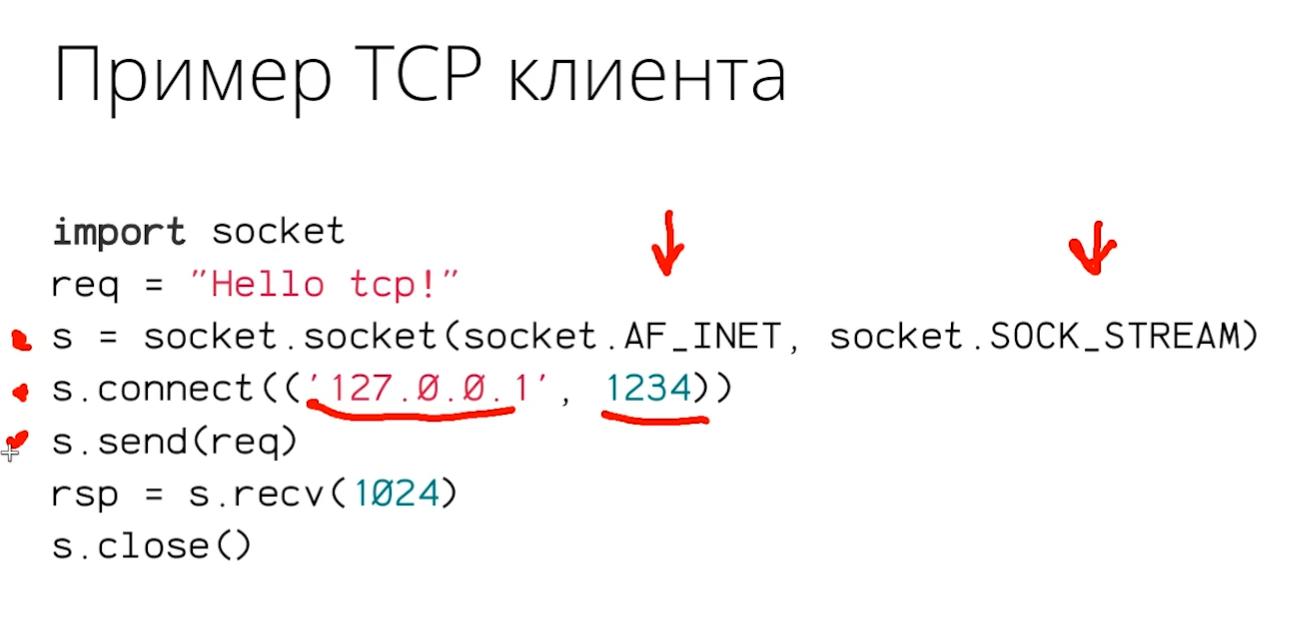 Пример TCP клиента
import socket
req = "Hello tcp!"
s = socket.socket(socket.AF_INET, socket.SOCK_STREAM)
s.connect(('127.0.0.1', 1234))
s.send(req)
rsp = s.recv(1024)
s.close()